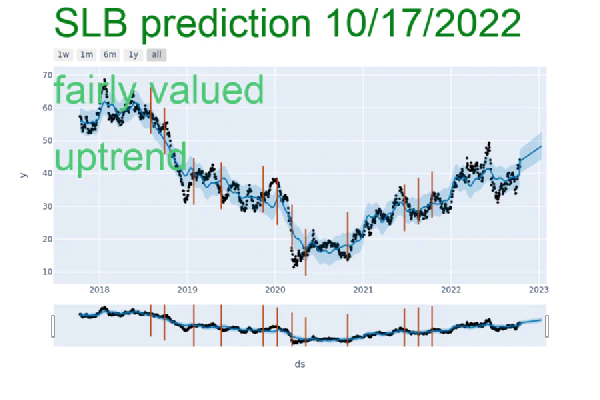 SLB prediction 10/17/2022
1w 1m 6m 1y all
fairly valued
uptrend
70
60
50
40
30
20
10
y
2018 2019 2020 2021 2022 2023
ds